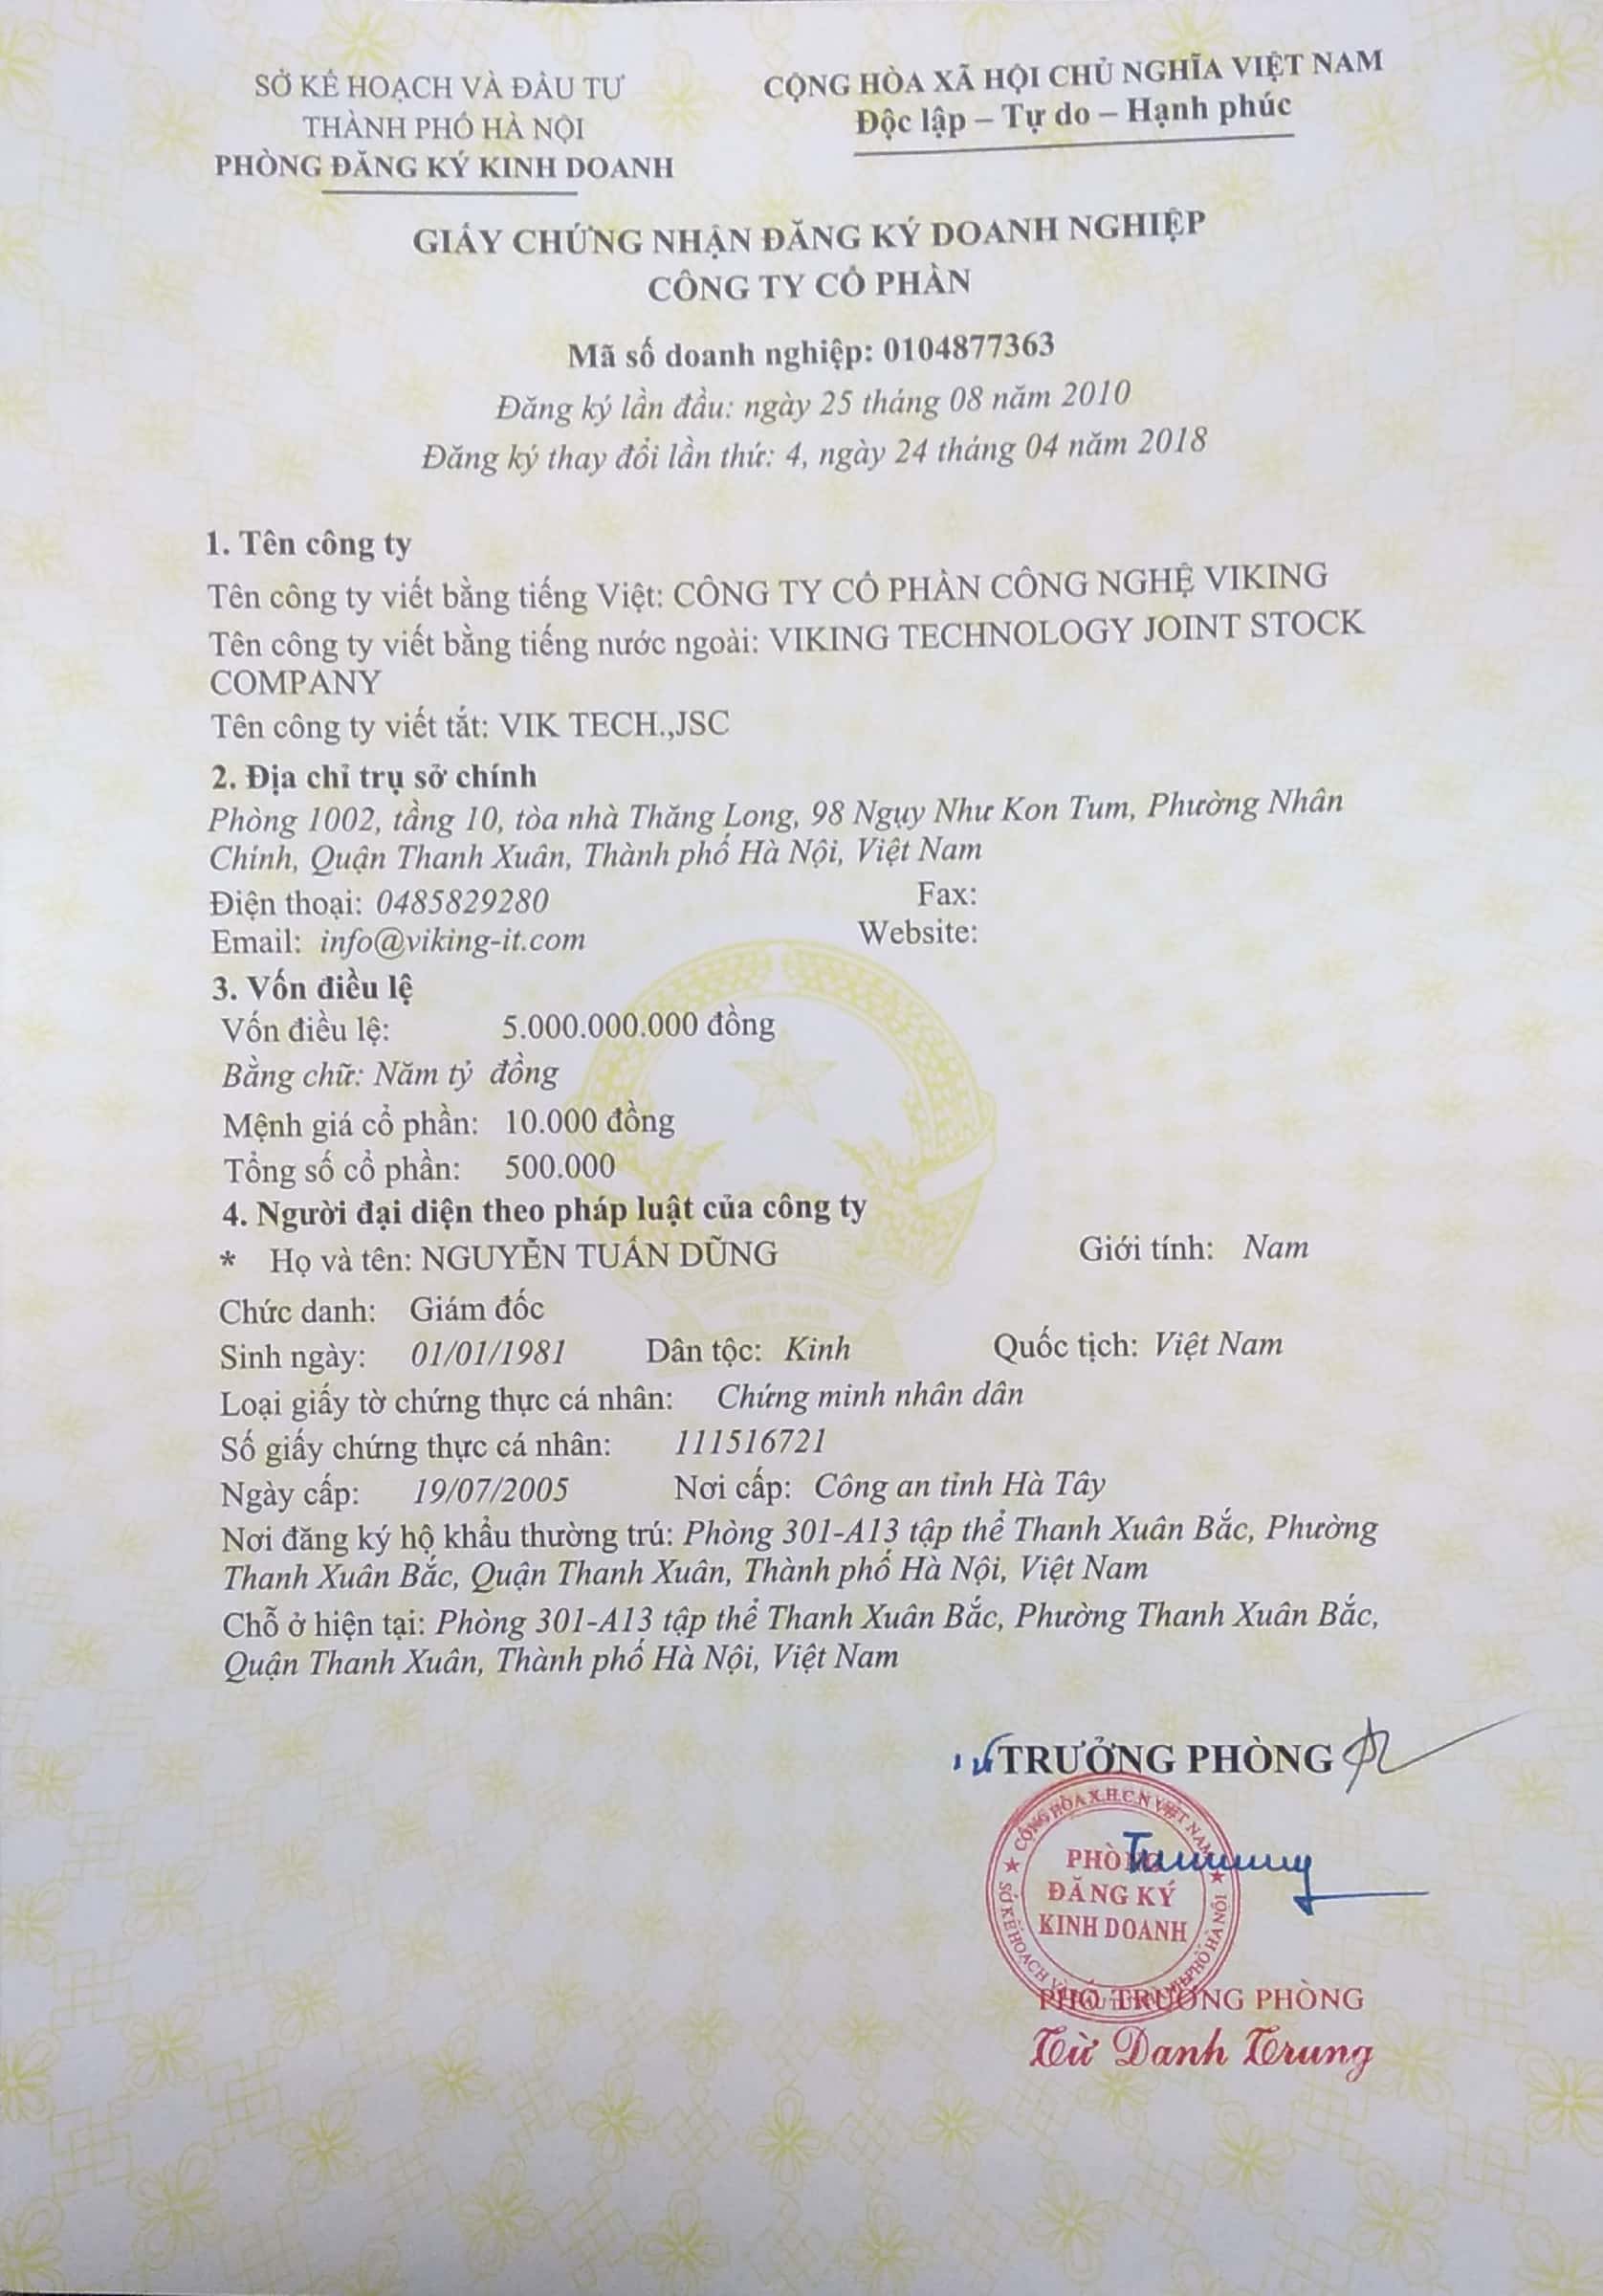 SỞ KẾ HOẠCH VÀ ĐẦU TƯ
THÀNH PHỐ HÀ NỘI
PHÒNG ĐĂNG KÝ KINH DOANH
CỘNG HÒA XÃ HỘI CHỦ NGHĨA VIỆT NAM
Độc lập – Tự do – Hạnh phúc
GIẤY CHỨNG NHẬN ĐĂNG KÝ DOANH NGHIỆP
CÔNG TY CỔ PHẦN
Mã số doanh nghiệp: 0104877363
Đăng ký lần đầu: ngày 25 tháng 08 năm 2010
Đăng ký thay đổi lần thứ: 4, ngày 24 tháng 04 năm 2018
1. Tên công ty
Tên công ty viết bằng tiếng Việt: CÔNG TY CỔ PHẦN CÔNG NGHỆ VIKING
Tên công ty viết bằng tiếng nước ngoài: VIKING TECHNOLOGY JOINT STOCK
COMPANY
Tên công ty viết tắt: VIK TECH.,JSC
2. Địa chỉ trụ sở chính
Phòng 1002, tầng 10, tòa nhà Thăng Long, 98 Ngụy Như Kon Tum, Phường Nhân
Chính, Quận Thanh Xuân, Thành phố Hà Nội, Việt Nam
Điện thoại: 0485829280 Fax:
Email: info@viking-it.com Website:
3. Vốn điều lệ
Vốn điều lệ: 5.000.000.000 đồng
Bằng chữ: Năm tỷ đồng
Mệnh giá cổ phần: 10.000 đồng
Tổng số cổ phần: 500.000
4. Người đại diện theo pháp luật của công ty
* Họ và tên: NGUYỄN TUẤN DŨNG Giới tính: Nam
Chức danh: Giám đốc
Sinh ngày: 01/01/1981 Dân tộc: Kinh Quốc tịch: Việt Nam
Loại giấy tờ chứng thực cá nhân: Chứng minh nhân dân
Số giấy chứng thực cá nhân: 111516721
Ngày cấp: 19/07/2005 Nơi cấp: Công an tỉnh Hà Tây
Nơi đăng ký hộ khẩu thường trú: Phòng 301-A13 tập thể Thanh Xuân Bắc, Phường
Thanh Xuân Bắc, Quận Thanh Xuân, Thành phố Hà Nội, Việt Nam
Chỗ ở hiện tại: Phòng 301-A13 tập thể Thanh Xuân Bắc, Phường Thanh Xuân Bắc,
Quận Thanh Xuân, Thành phố Hà Nội, Việt Nam
TRƯỞNG PHÒNG
CỘNG HÒA X.H.C.N VIỆT NAM
PHÒNG
ĐĂNG KÝ
KINH DOANH
SỞ KẾ HOẠCH VÀ ĐẦU TƯ THÀNH PHỐ HÀ NỘI
PHÓ TRƯỞNG PHÒNG
Từ Danh Trung